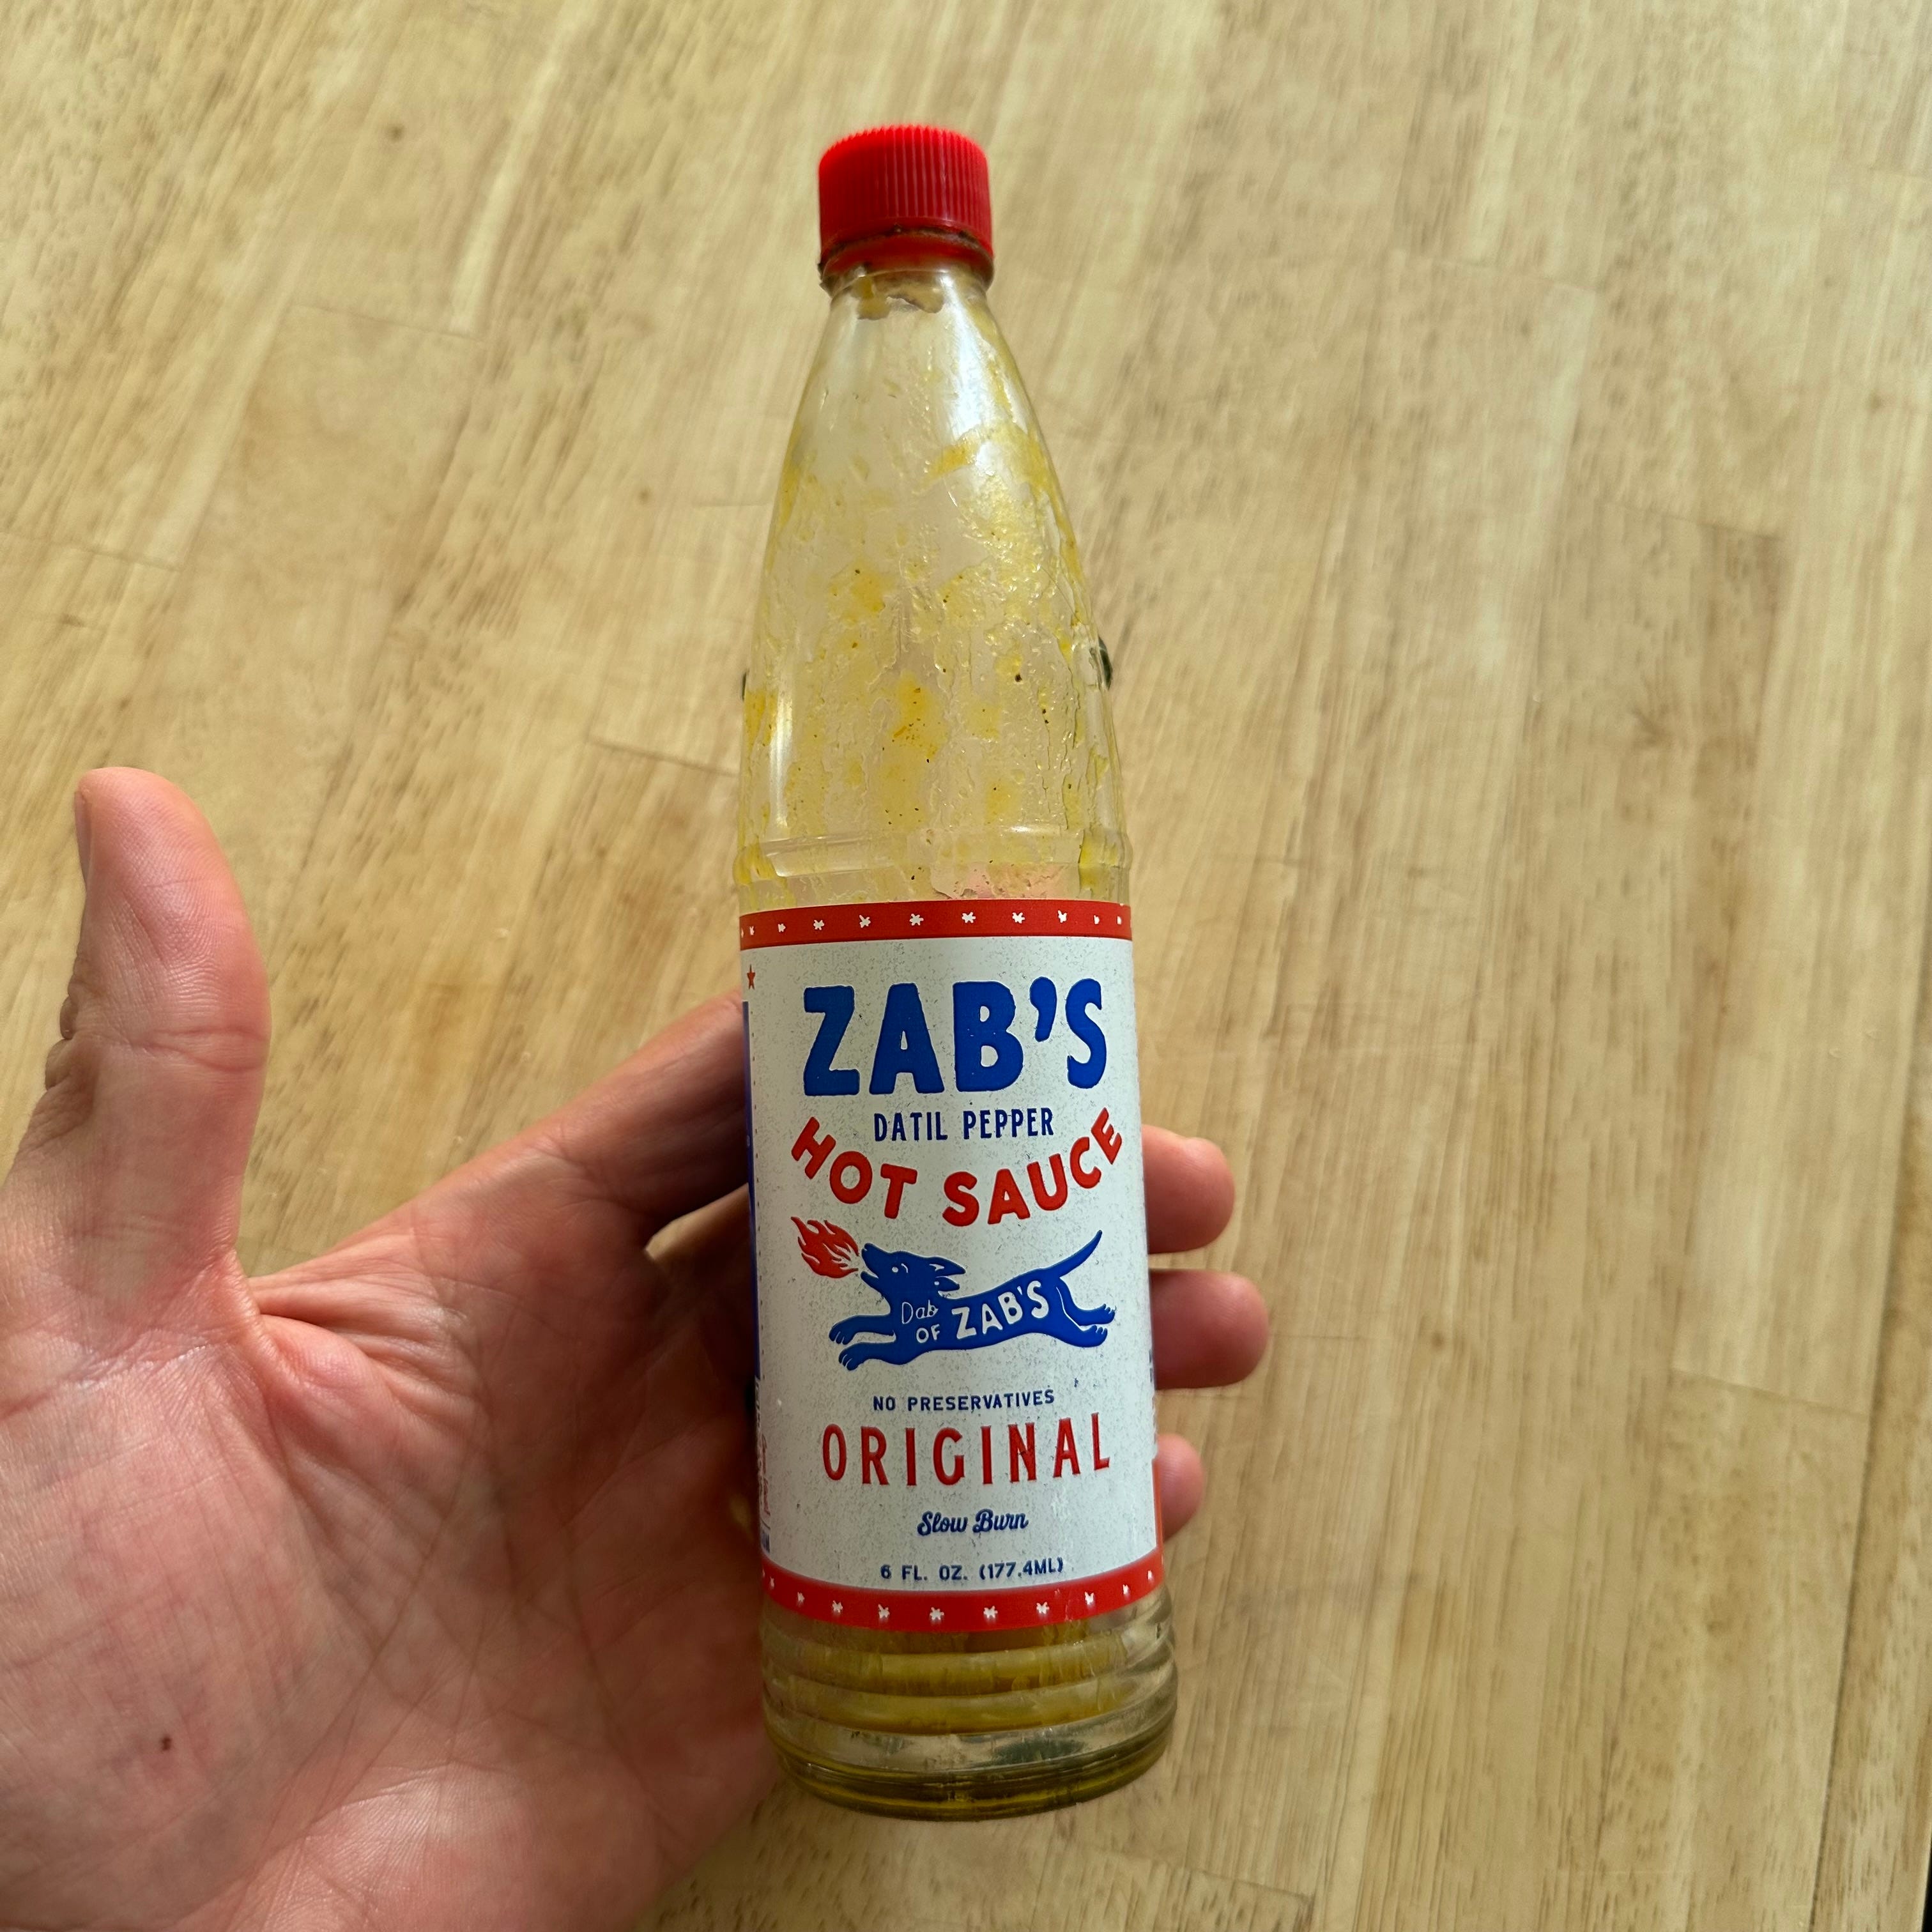 ZAB'S
DATIL PEPPER
HOT SAUCE
Dab
OF ZAB'S
NO PRESERVATIVES
ORIGINAL
Slow Burn
6 FL. OZ. (177.4ML)